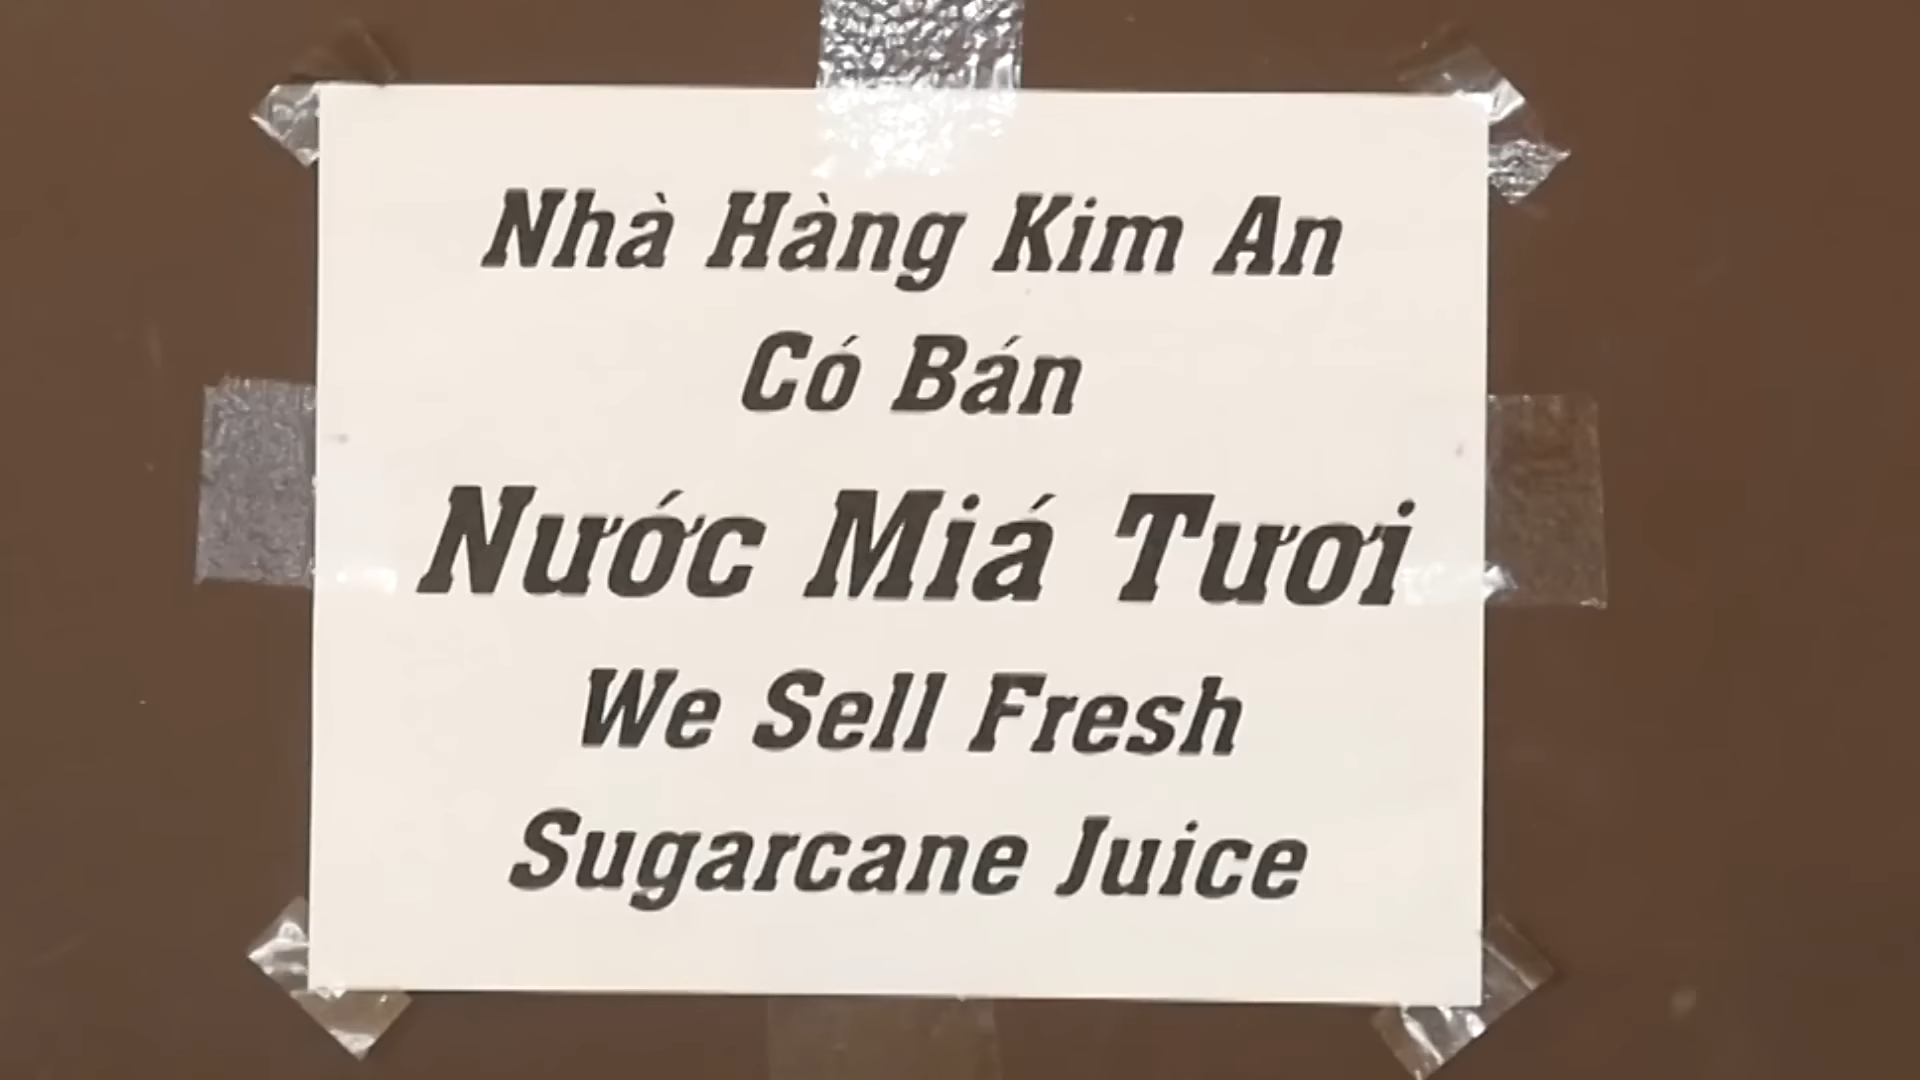 Nhà Hàng Kim An
Có Bán
Nước Miá Tươi
We Sell Fresh
Sugarcane Juice